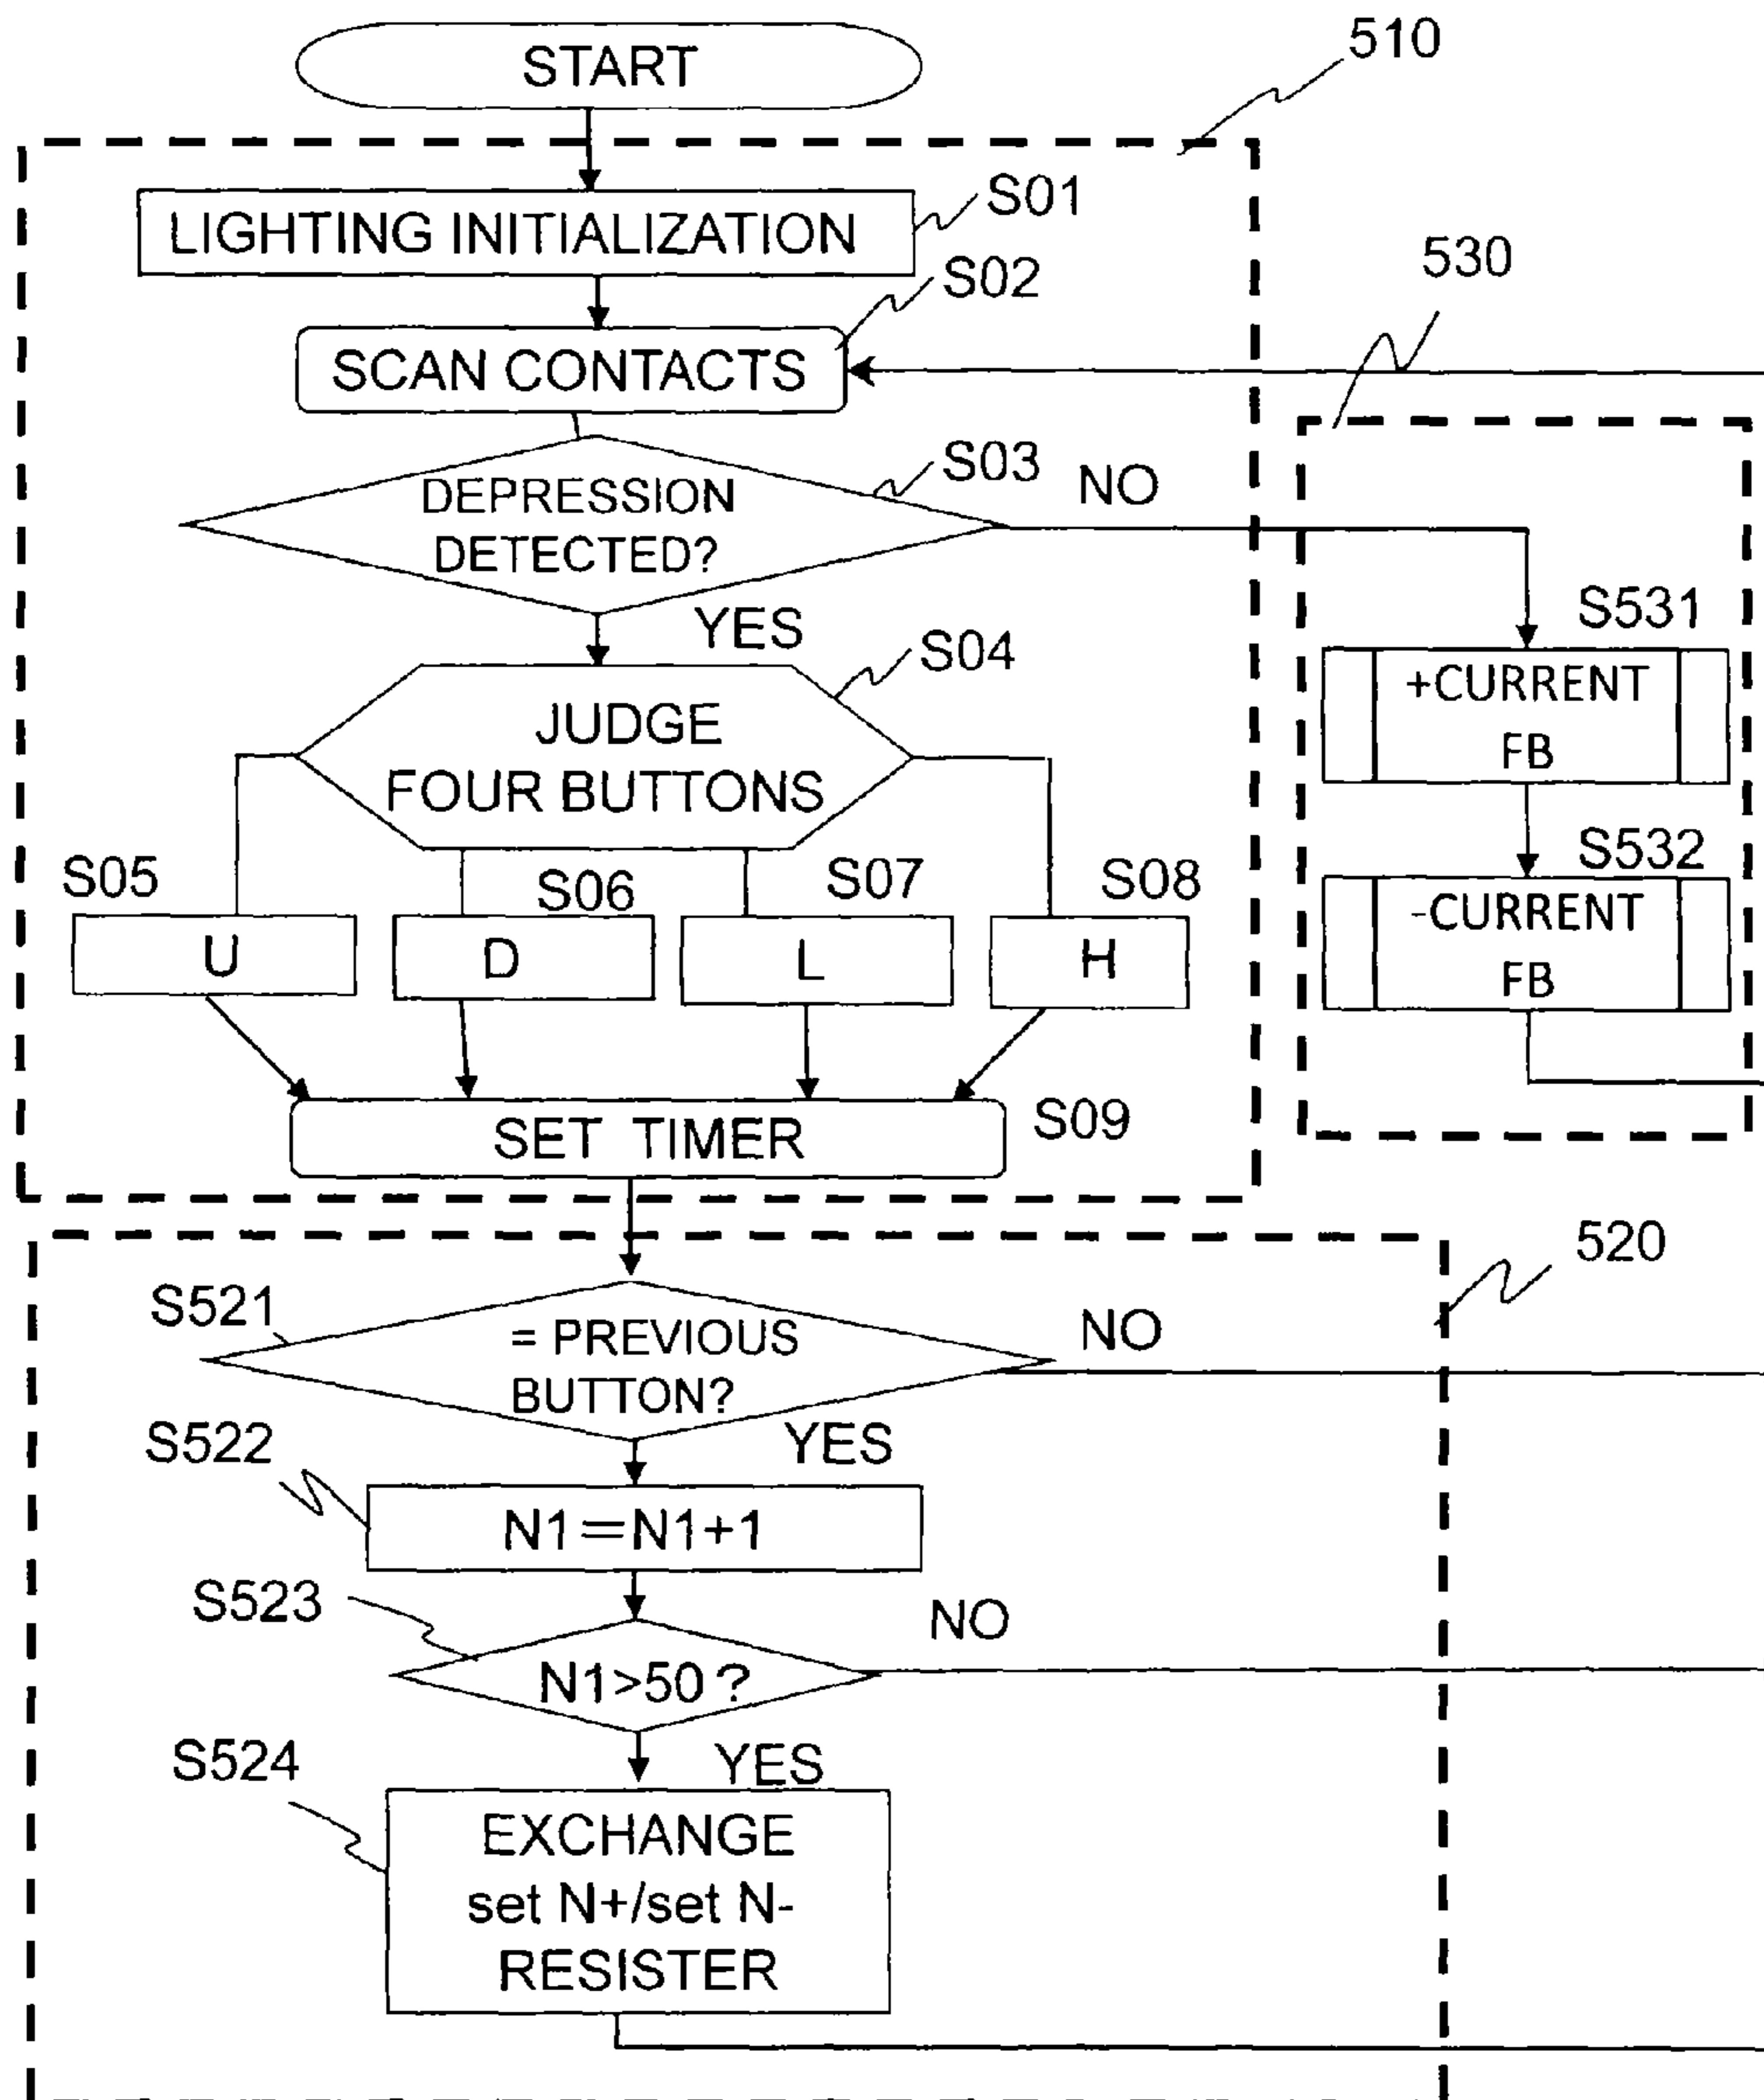 START
510
LIGHTING INITIALIZATION
S01
530
S02
SCAN CONTACTS
S03
NO
DEPRESSION
DETECTED?
YES
S531
S04
+CURRENT
FB
JUDGE
FOUR BUTTONS
S532
S05
S06
S07
S08
-CURRENT
FB
U
D
L
H
SET TIMER
S09
520
S521
NO
= PREVIOUS
BUTTON?
YES
S522
N1=N1+1
S523
NO
N1>50 ?
S524
YES
EXCHANGE
set N+/set N-
RESISTER